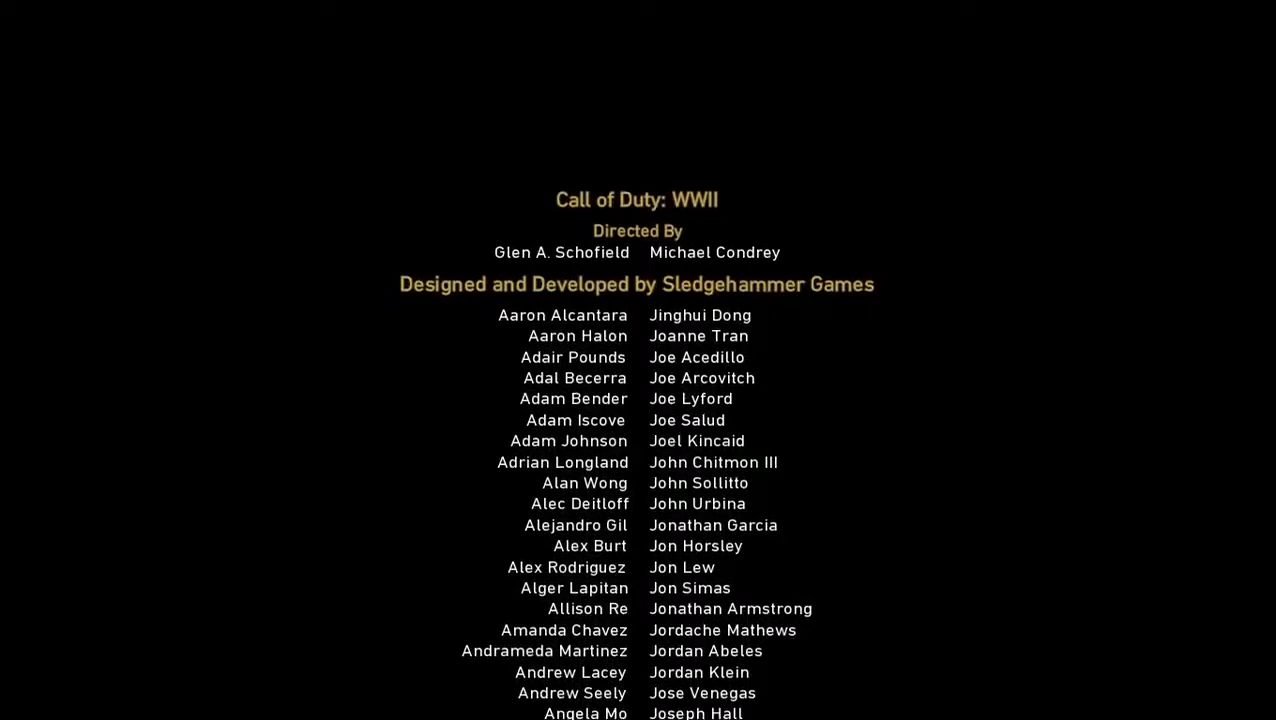 Call of Duty: WWII
Directed By
Glen A. Schofield Michael Condrey
Designed and Developed by Sledgehammer Games
Aaron Alcantara Jinghui Dong
Aaron Halon Joanne Tran
Adair Pounds Joe Acedillo
Adal Becerra Joe Arcovitch
Adam Bender Joe Lyford
Adam Iscove Joe Salud
Adam Johnson Joel Kincaid
Adrian Longland John Chitmon III
Alan Wong John Sollitto
Alec Deitloff John Urbina
Alejandro Gil Jonathan Garcia
Alex Burt Jon Horsley
Alex Rodriguez Jon Lew
Alger Lapitan Jon Simas
Allison Re Jonathan Armstrong
Amanda Chavez Jordache Mathews
Andrameda Martinez Jordan Abeles
Andrew Lacey Jordan Klein
Andrew Seely Jose Venegas
Angela Mo Joseph Hall